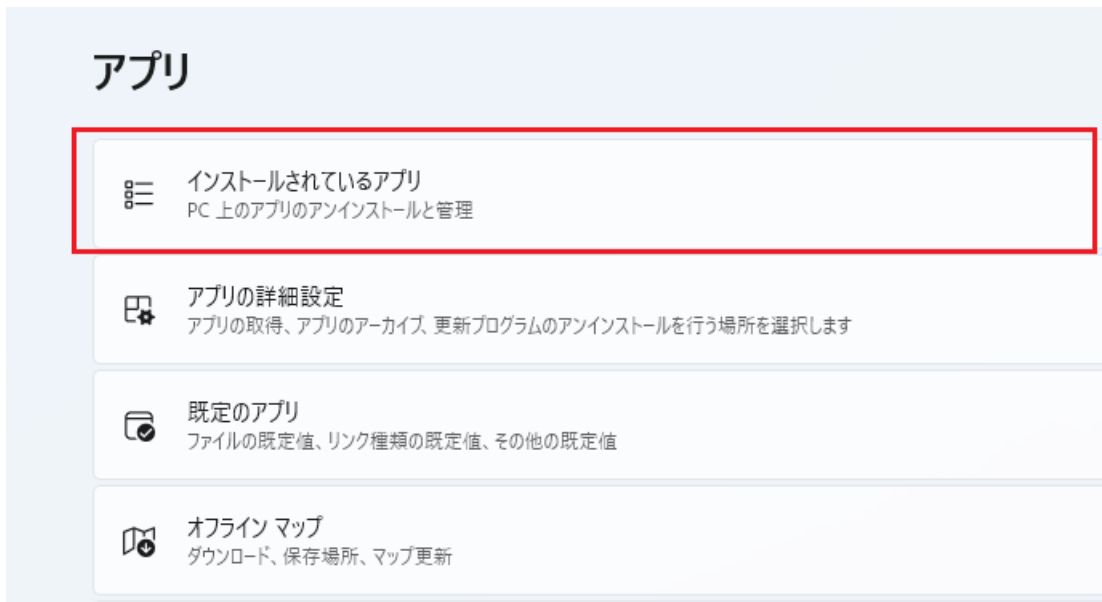 アプリ
インストールされているアプリ
PC 上のアプリのアンインストールと管理
アプリの詳細設定
アプリの取得、アプリのアーカイブ、更新プログラムのアンインストールを行う場所を選択します
既定のアプリ
ファイルの既定値、リンク種類の既定値、その他の既定値
オフライン マップ
ダウンロード、保存場所、マップ更新